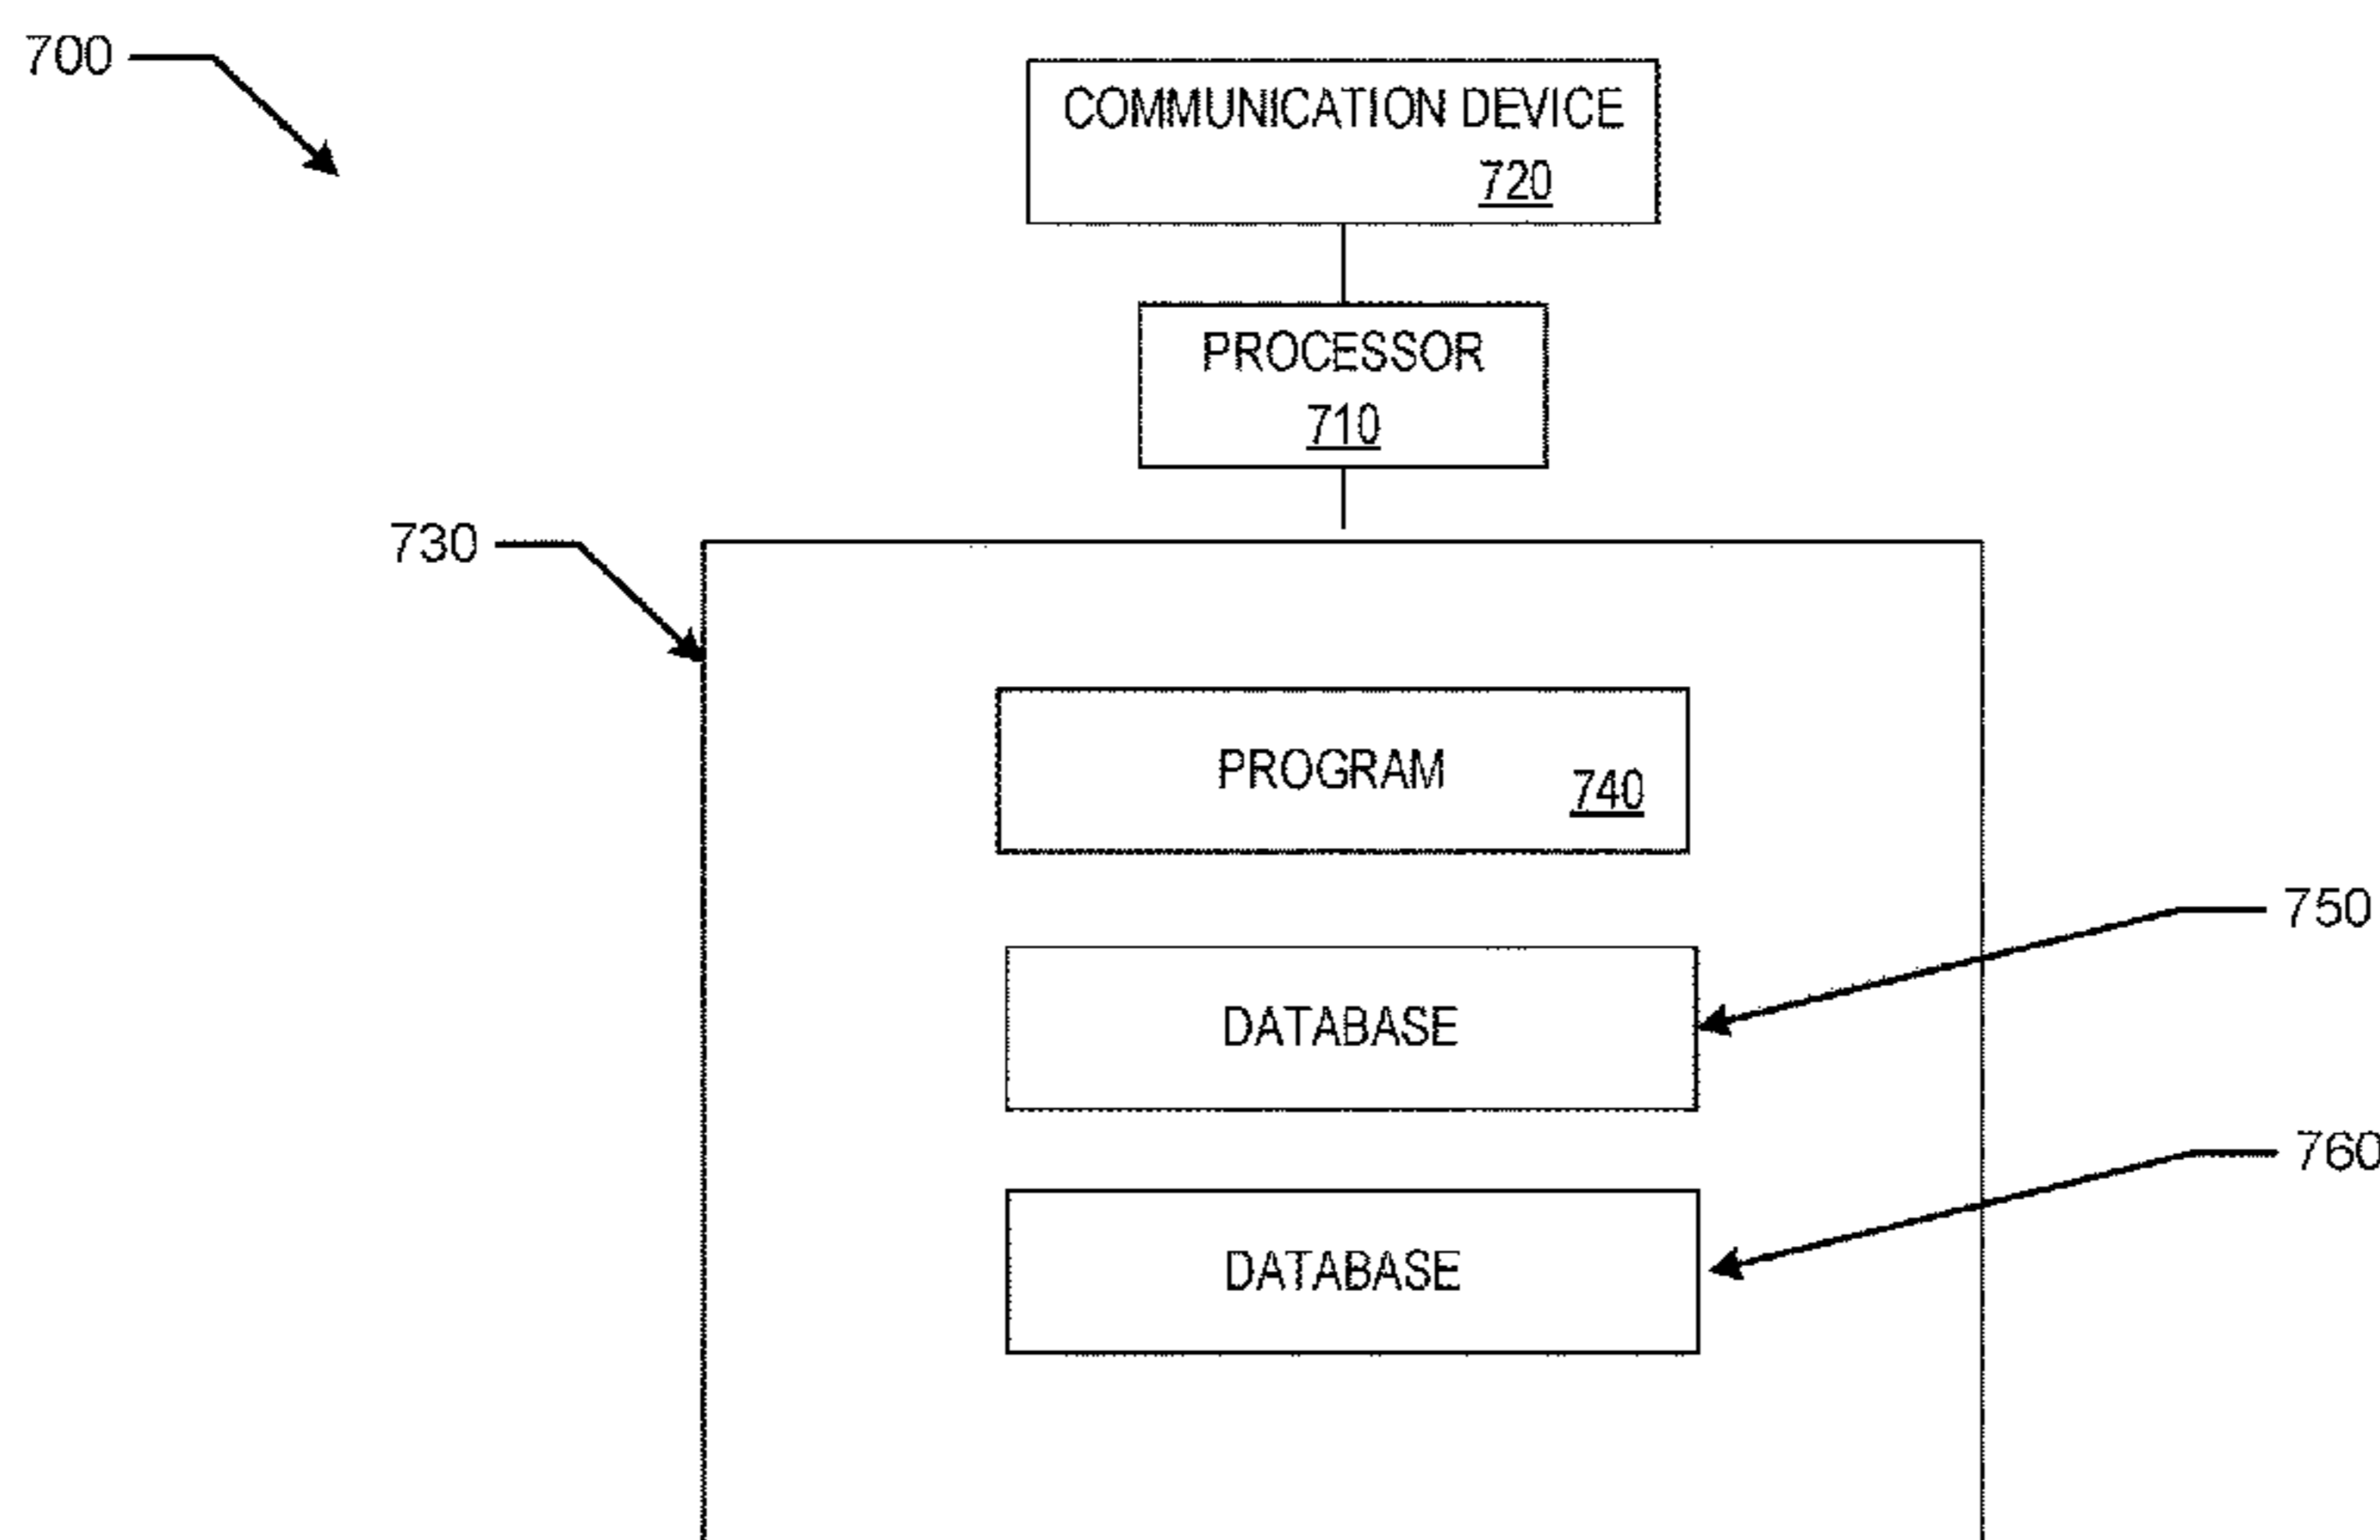 700
COMMUNICATION DEVICE
720
PROCESSOR
710
730
PROGRAM
740
750
DATABASE
760
DATABASE